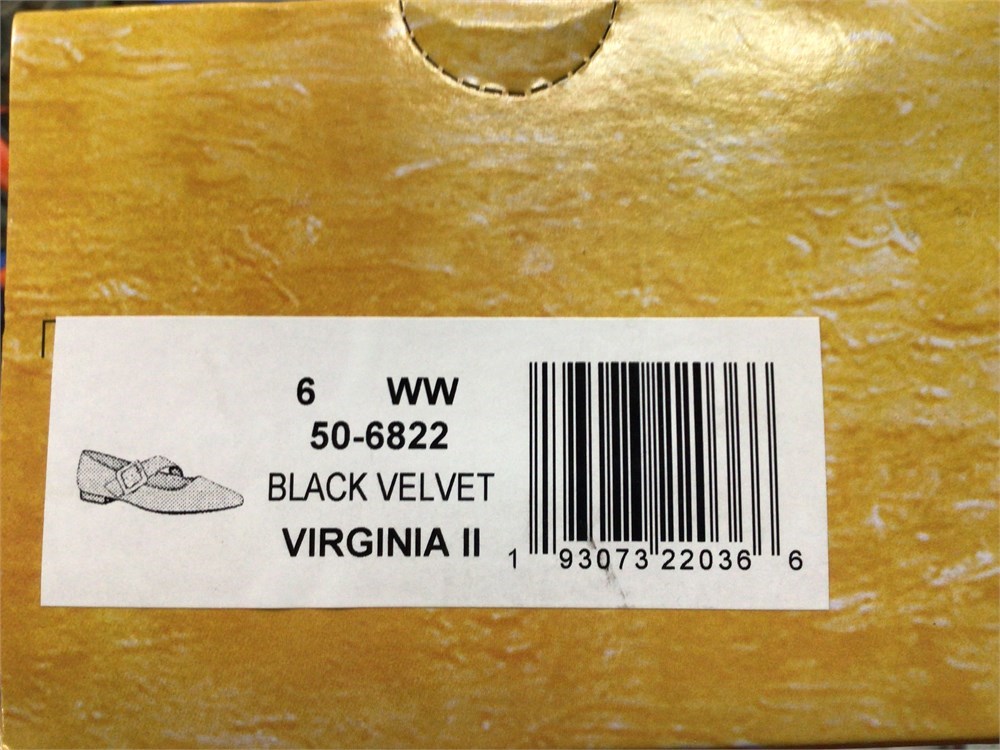 6 WW
50-6822
BLACK VELVET
VIRGINIA II
1 93073 22036 6